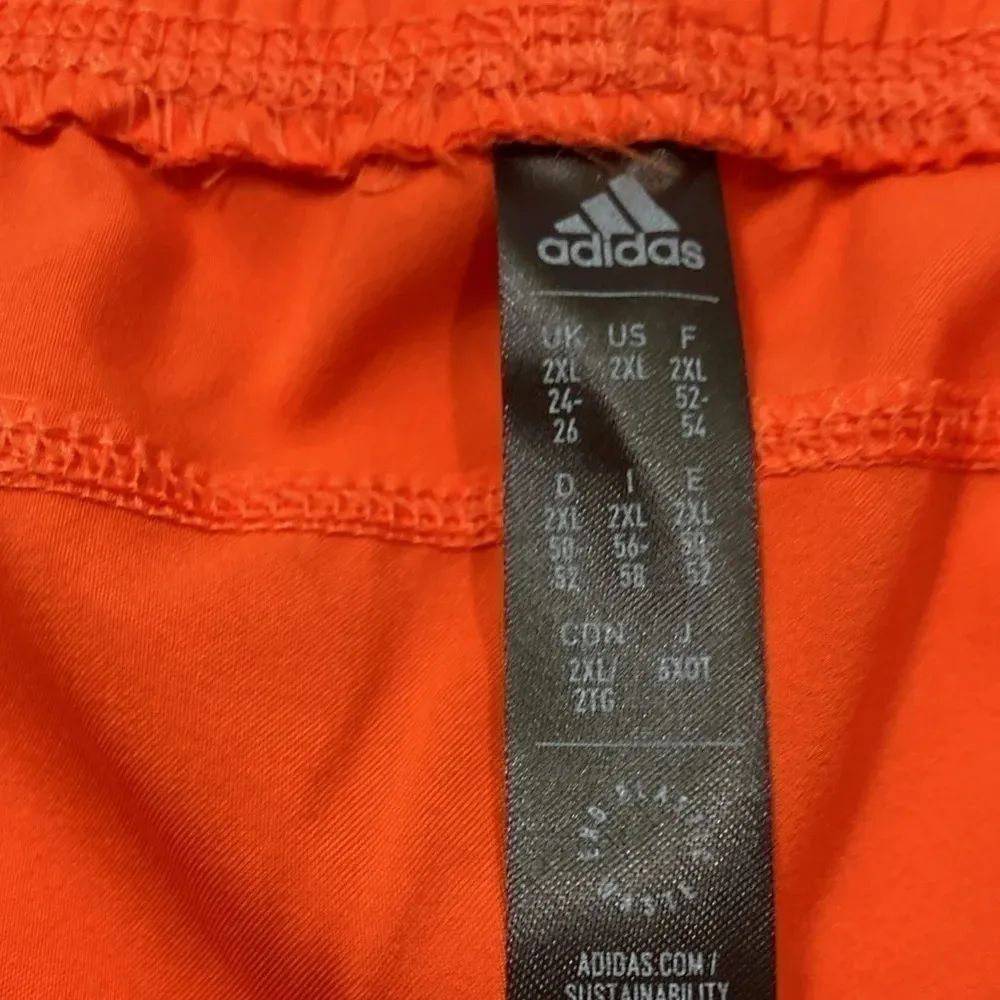 adidas
UK US F
2XL 2XL 2XL
24- 52-
26 54
D I E
2XL 2XL 2XL
50- 56- 50-
52 58 52
CDN J
2XL/ 6XOT
2TG
END PLASTIC WASTE
ADIDAS.COM/
SUSTAINABILITY